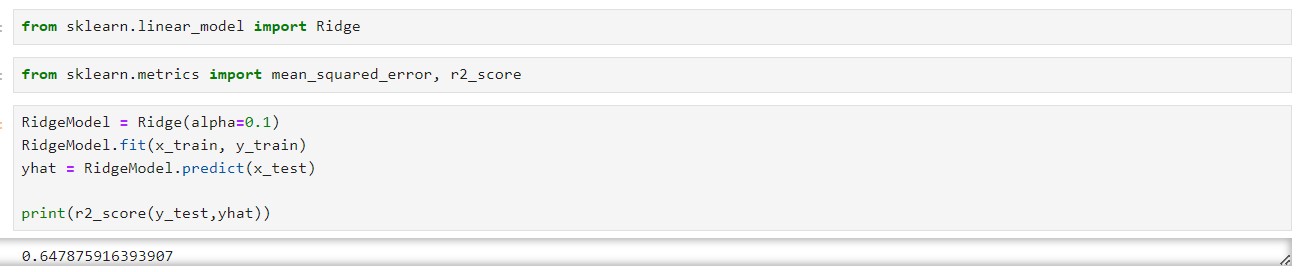 from sklearn.linear_model import Ridge
from sklearn.metrics import mean_squared_error, r2_score
RidgeModel = Ridge(alpha=0.1)
RidgeModel.fit(x_train, y_train)
yhat = RidgeModel.predict(x_test)
print(r2_score(y_test,yhat))
0.647875916393907